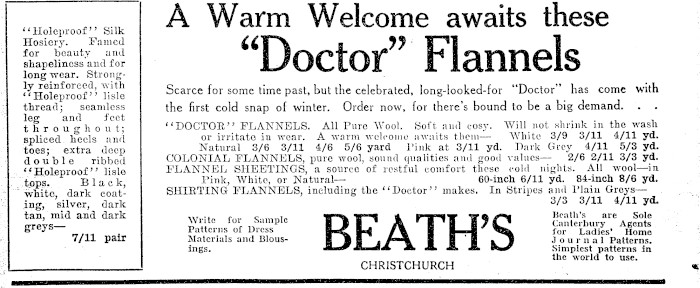 "Holeproof" Silk
Hosiery. Famed
for beauty and
shapeliness and for
long wear. Strong-
ly reinforced, with
"Holeproof" lisle
thread; seamless
leg and feet
throughout;
spliced heels and
toes; extra deep
double ribbed
"Holeproof" lisle
tops. Black,
white, dark coat-
ing, silver, dark
tan, mid and dark
greys—
7/11 pair
A Warm Welcome awaits these
"Doctor" Flannels
Scarce for some time past, but the celebrated, long-looked-for "Doctor" has come with
the first cold snap of winter. Order now, for there's bound to be a big demand. . .
"DOCTOR" FLANNELS. All Pure Wool. Soft and cosy. Will not shrink in the wash
or irritate in wear. A warm welcome awaits them— White 3/9 3/11 4/11 yd.
Natural 3/6 3/11 4/6 5/6 yard Pink at 3/11 yd. Dark Grey 4/11 5/3 yd.
COLONIAL FLANNELS, pure wool, sound qualities and good values— 2/6 2/11 3/3 yd.
FLANNEL SHEETINGS, a source of restful comfort these cold nights. All wool—in
Pink, White, or Natural— 60-inch 6/11 yd. 84-inch 8/6 yd.
SHIRTING FLANNELS, including the "Doctor" makes. In Stripes and Plain Greys—
3/3 3/11 4/11 yd.
Write for Sample
Patterns of Dress
Materials and Blous-
ings.
BEATH'S
CHRISTCHURCH
Beath's are Sole
Canterbury Agents
for Ladies' Home
Journal Patterns.
Simplest patterns in
the world to use.